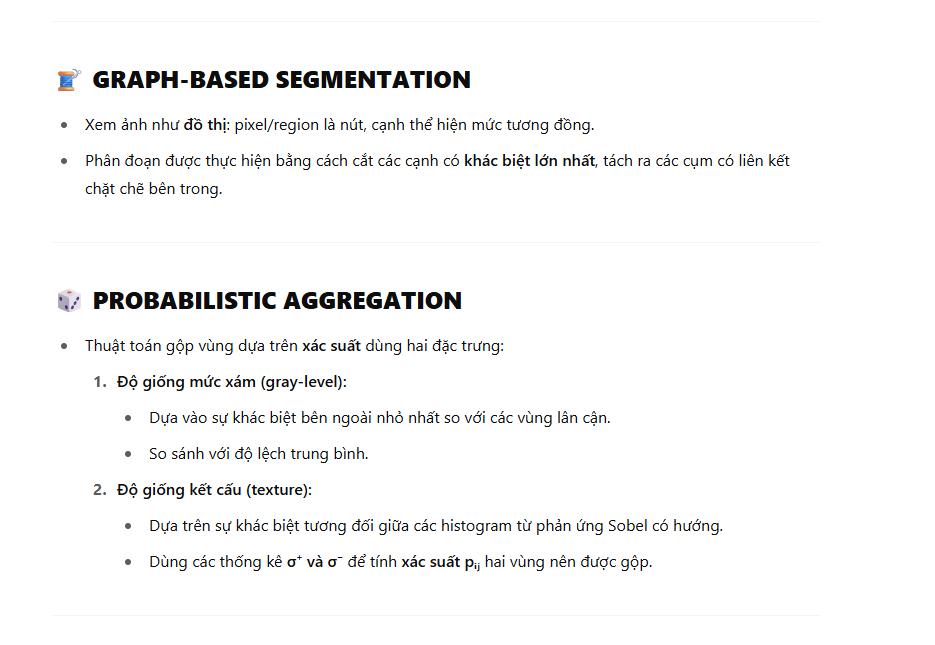 GRAPH-BASED SEGMENTATION
Xem ảnh như đồ thị: pixel/region là nút, cạnh thể hiện mức tương đồng.
Phân đoạn được thực hiện bằng cách cắt các cạnh có khác biệt lớn nhất, tách ra các cụm có liên kết
chặt chẽ bên trong.
PROBABILISTIC AGGREGATION
Thuật toán gộp vùng dựa trên xác suất dùng hai đặc trưng:
1. Độ giống mức xám (gray-level):
Dựa vào sự khác biệt bên ngoài nhỏ nhất so với các vùng lân cận.
So sánh với độ lệch trung bình.
2. Độ giống kết cấu (texture):
Dựa trên sự khác biệt tương đối giữa các histogram từ phản ứng Sobel có hướng.
Dùng các thống kê σ⁺ và σ⁻ để tính xác suất pᵢⱼ hai vùng nên được gộp.